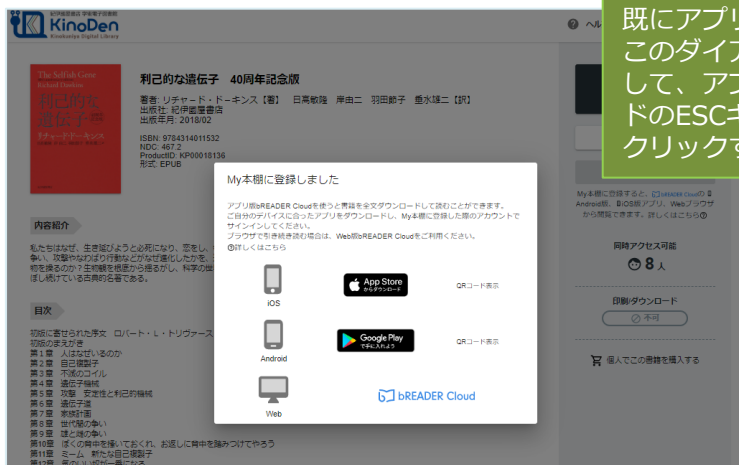 紀伊國屋書店 学術電子図書館
KinoDen
Kinokuniya Digital Library
既にアプリ
このダイア
して、アプ
ドのESCキ
クリックす
The Selfish Gene
Richard Dawkins
利己的な
遺伝子
リチャード・ドーキンス
利己的な遺伝子 40周年記念版
著者: リチャード・ドーキンス【著】 日高敏隆 岸由二 羽田節子 垂水雄二【訳】
出版社: 紀伊國屋書店
出版年月: 2018/02
ISBN: 9784314011532
NDC: 467.2
ProductID: KP00018136
形式: EPUB
My本棚に登録しました
アプリ版bREADER Cloudを使うと書籍を全文ダウンロードして読むことができます。
ご自分のデバイスに合ったアプリをダウンロードし、My本棚に登録した際のアカウントで
サインインしてください。
ブラウザで引き続き読む場合は、Web版bREADER Cloudをご利用ください。
詳しくはこちら
iOS
App Store
からダウンロード
QRコード表示
Android
Google Play
で手に入れよう
QRコード表示
Web
bREADER Cloud
My本棚に登録すると、bREADER Cloudの
Android版、iOS版アプリ、Webブラウザ
から閲覧できます。詳しくはこちら
同時アクセス可能
8人
印刷/ダウンロード
不可
個人でこの書籍を購入する
内容紹介
私たちはなぜ、生き延びようと必死になり、恋をし、
争い、攻撃やなわばり行動などがなぜ進化したかを、
物を操るのか？生物観を根底から揺るがし、科学の世
ぼし続けている古典的名著である。
目次
初版に寄せられた序文 ロバート・L・トリヴァース
初版のまえがき
第1章 人はなぜいるのか
第2章 自己複製子
第3章 不滅のコイル
第4章 遺伝子機械
第5章 攻撃 安定性と利己的機械
第6章 遺伝子道
第7章 家族計画
第8章 世代間の争い
第9章 雄と雌の争い
第10章 ぼくの背中を掻いておくれ、お返しに背中を踏みつけてやろう
第11章 ミーム 新たな自己複製子
第12章 気のいい奴が一番になる